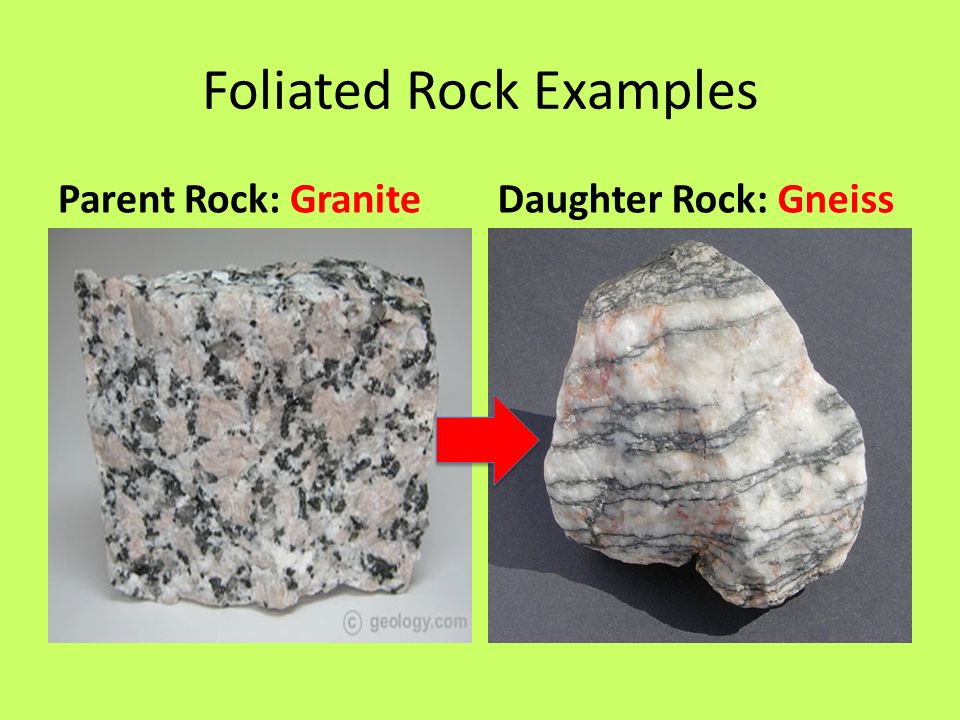 Foliated Rock Examples
Parent Rock: Granite
Daughter Rock: Gneiss
© geology.com